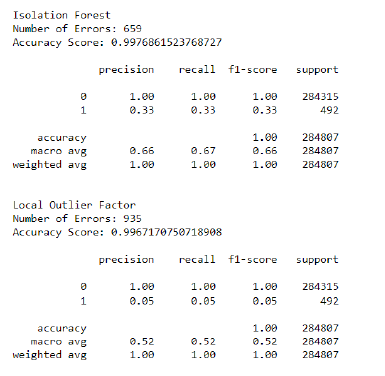 Isolation Forest
Number of Errors: 659
Accuracy Score: 0.9976861523768727
precision recall f1-score support
0 1.00 1.00 1.00 284315
1 0.33 0.33 0.33 492
accuracy 1.00 284807
macro avg 0.66 0.67 0.66 284807
weighted avg 1.00 1.00 1.00 284807
Local Outlier Factor
Number of Errors: 935
Accuracy Score: 0.9967170750718908
precision recall f1-score support
0 1.00 1.00 1.00 284315
1 0.05 0.05 0.05 492
accuracy 1.00 284807
macro avg 0.52 0.52 0.52 284807
weighted avg 1.00 1.00 1.00 284807